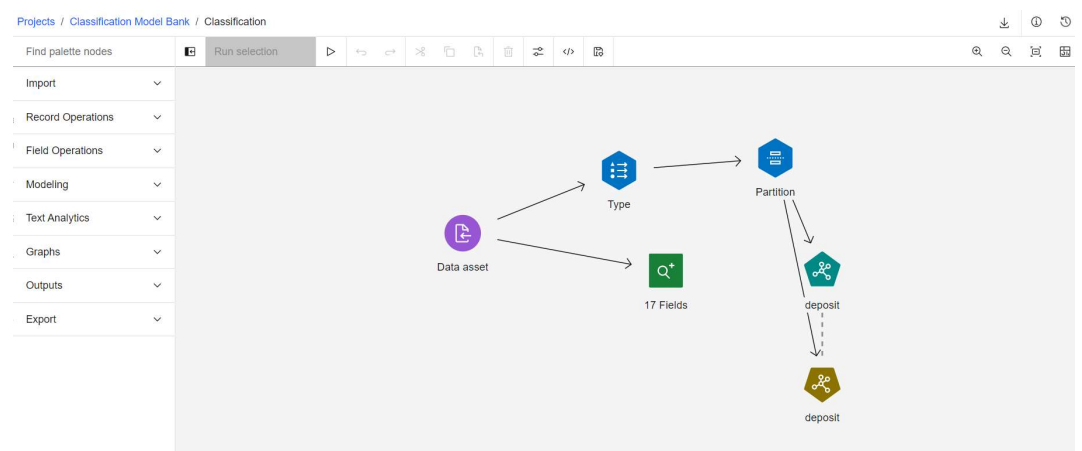 Projects / Classification Model Bank / Classification
Find palette nodes
Run selection
Import
Record Operations
Field Operations
Modeling
Text Analytics
Graphs
Outputs
Export
Data asset
Type
Partition
17 Fields
deposit
deposit